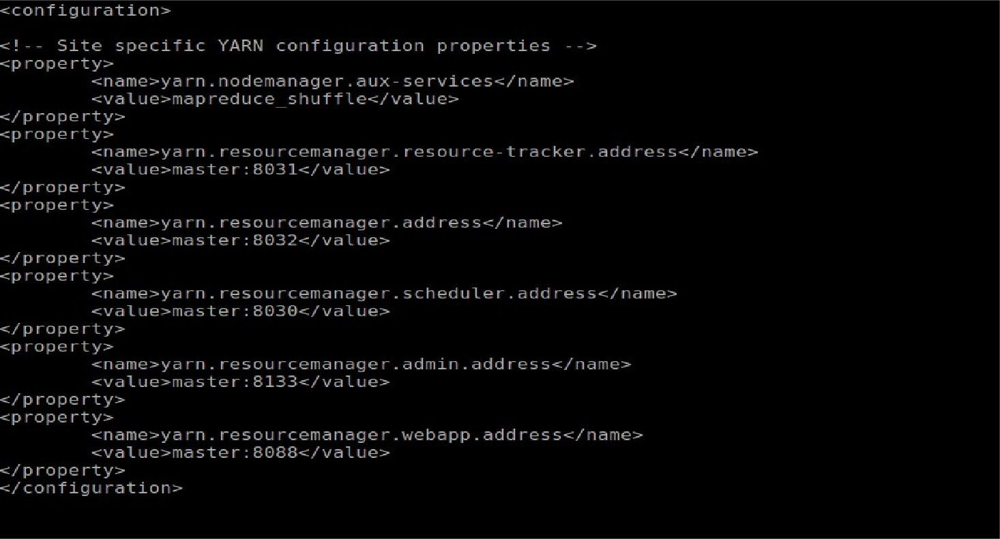 <configuration>

<!-- Site specific YARN configuration properties -->
<property>
        <name>yarn.nodemanager.aux-services</name>
        <value>mapreduce_shuffle</value>
</property>
<property>
        <name>yarn.resourcemanager.resource-tracker.address</name>
        <value>master:8031</value>
</property>
<property>
        <name>yarn.resourcemanager.address</name>
        <value>master:8032</value>
</property>
<property>
        <name>yarn.resourcemanager.scheduler.address</name>
        <value>master:8030</value>
</property>
<property>
        <name>yarn.resourcemanager.admin.address</name>
        <value>master:8133</value>
</property>
<property>
        <name>yarn.resourcemanager.webapp.address</name>
        <value>master:8088</value>
</property>
</configuration>